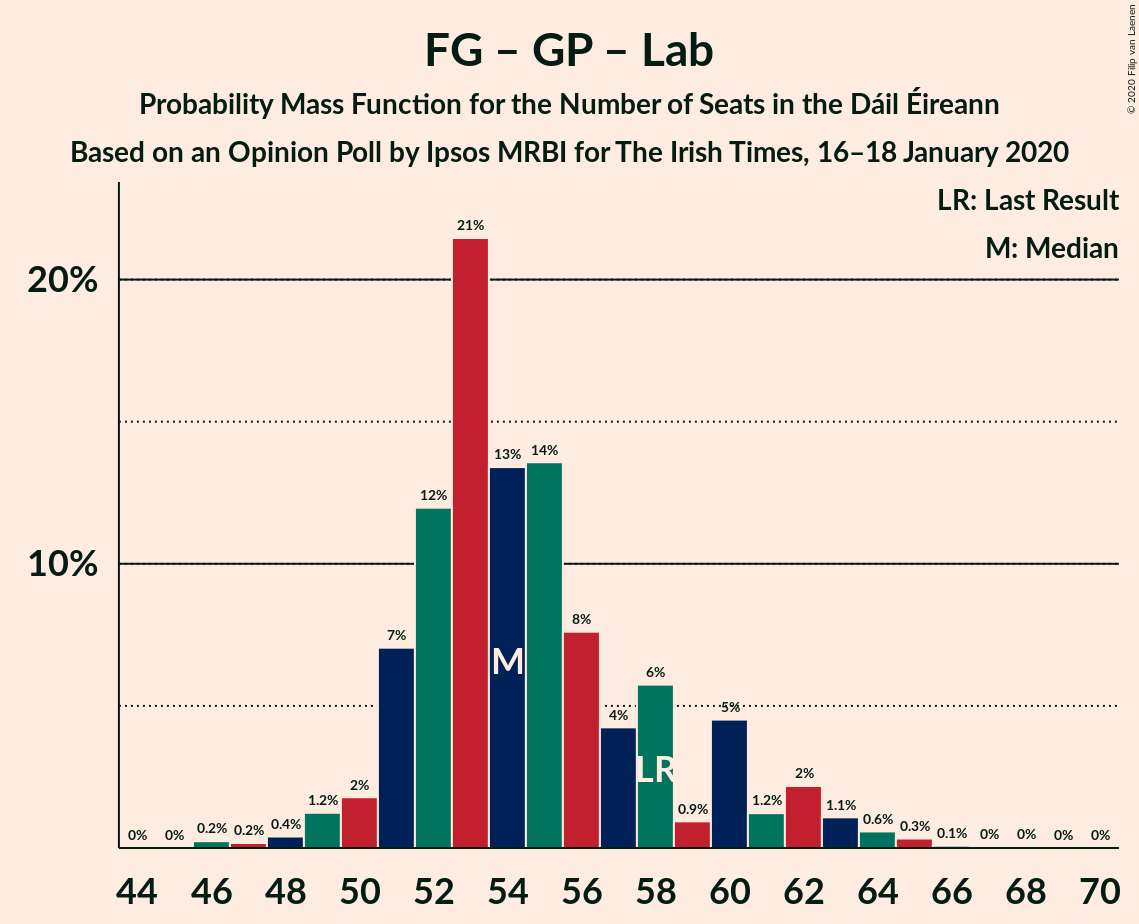 FG – GP – Lab
Probability Mass Function for the Number of Seats in the Dáil Éireann
Based on an Opinion Poll by Ipsos MRBI for The Irish Times, 16–18 January 2020
© 2020 Filip van Laenen
LR: Last Result
M: Median
20%
10%
0% 0% 0.2% 0.2% 0.4% 1.2% 2% 7% 12% 21% 13% 14% 8% 4% 6% 0.9% 5% 1.2% 2% 1.1% 0.6% 0.3% 0.1% 0% 0% 0% 0%
M
LR
44 46 48 50 52 54 56 58 60 62 64 66 68 70